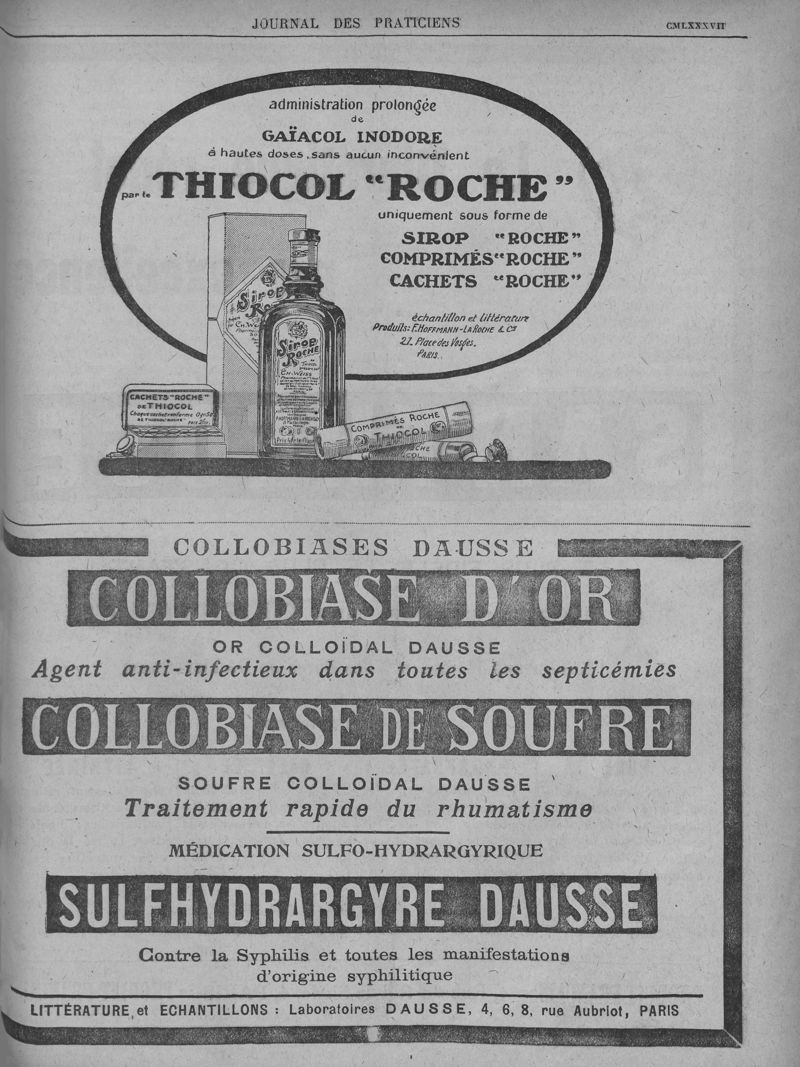 JOURNAL DES PRATICIENS
CMLXXXVII
administration prolongée
de
GAÏACOL INODORE
à hautes doses, sans aucun inconvénient
par le THIOCOL "ROCHE"
uniquement sous forme de
SIROP "ROCHE"
COMPRIMÉS "ROCHE"
CACHETS "ROCHE"
échantillon et littérature
Produits: F. HOFFMANN-LA ROCHE & Cº
21. Place des Vosges.
PARIS.
Sirop
Sirop
ROCHE
CH. WEISS
CACHETS "ROCHE"
DE THIOCOL
COMPRIMÉS ROCHE
THIOCOL
COLLOBIASES DAUSSE
COLLOBIASE D'OR
OR COLLOÏDAL DAUSSE
Agent anti-infectieux dans toutes les septicémies
COLLOBIASE DE SOUFRE
SOUFRE COLLOÏDAL DAUSSE
Traitement rapide du rhumatisme
MÉDICATION SULFO-HYDRARGYRIQUE
SULFHYDRARGYRE DAUSSE
Contre la Syphilis et toutes les manifestations
d'origine syphilitique
LITTÉRATURE et ECHANTILLONS : Laboratoires DAUSSE, 4, 6, 8, rue Aubriot, PARIS